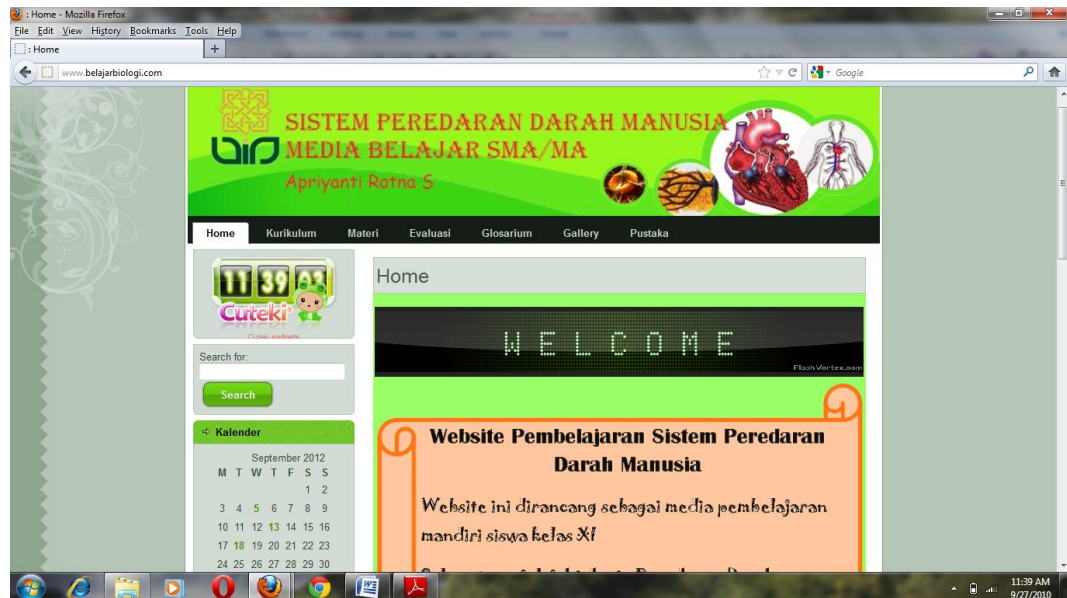 : Home - Mozilla Firefox
File Edit View History Bookmarks Tools Help
: Home
www.belajarbiologi.com
Google
SISTEM PEREDARAN DARAH MANUSIA
MEDIA BELAJAR SMA/MA
Apriyanti Ratna S
Home Kurikulum Materi Evaluasi Glosarium Gallery Pustaka
11 39 02
Cuteki
Cuteki gadgets
Search for:
Search
Kalender
September 2012
M T W T F S S
1 2
3 4 5 6 7 8 9
10 11 12 13 14 15 16
17 18 19 20 21 22 23
24 25 26 27 28 29 30
Home
WELCOME
FlashVortex.com
Website Pembelajaran Sistem Peredaran
Darah Manusia
Website ini dirancang sebagai media pembelajaran
mandiri siswa kelas XI
11:39 AM
9/27/2010